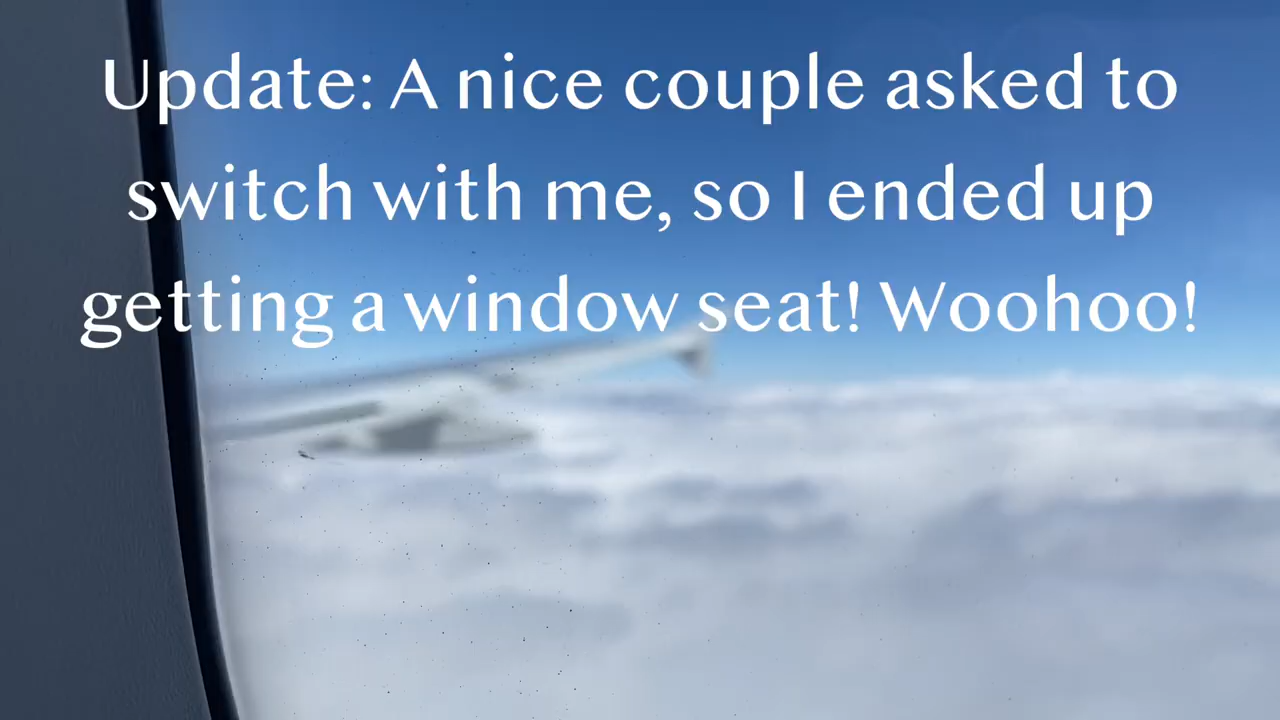 Update: A nice couple asked to
switch with me, so I ended up
getting a window seat! Woohoo!